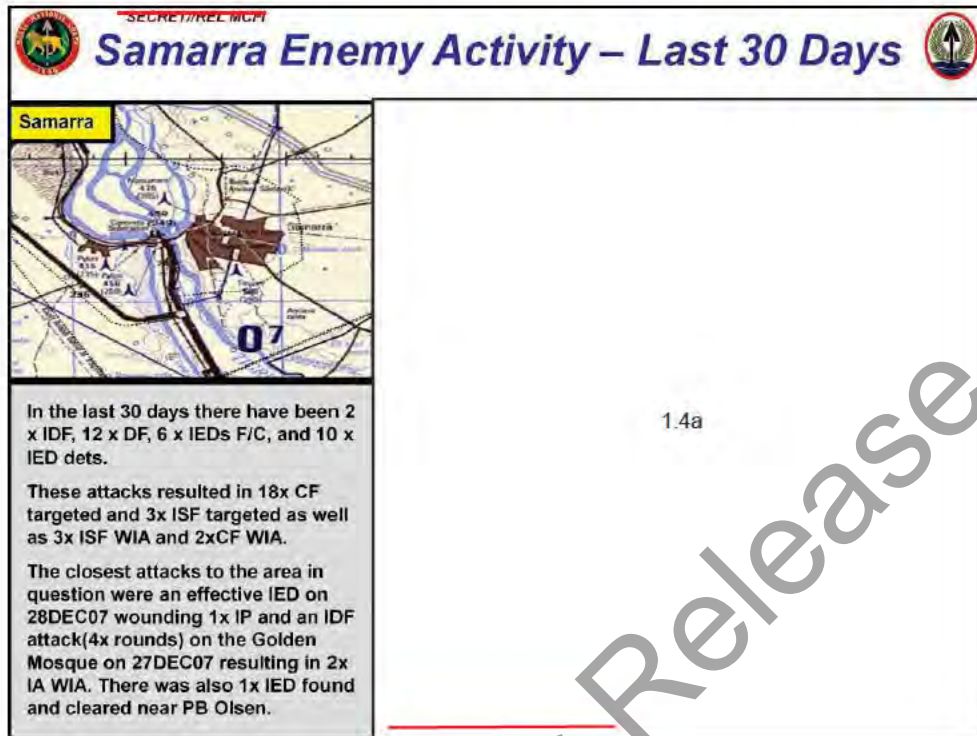 SECRET//REL MCFI
Samarra Enemy Activity – Last 30 Days
Samarra
Samarra
0⁷
In the last 30 days there have been 2
x IDF, 12 x DF, 6 x IEDs F/C, and 10 x
IED dets.
These attacks resulted in 18x CF
targeted and 3x ISF targeted as well
as 3x ISF WIA and 2xCF WIA.
The closest attacks to the area in
question were an effective IED on
28DEC07 wounding 1x IP and an IDF
attack(4x rounds) on the Golden
Mosque on 27DEC07 resulting in 2x
IA WIA. There was also 1x IED found
and cleared near PB Olsen.
1.4a
Release